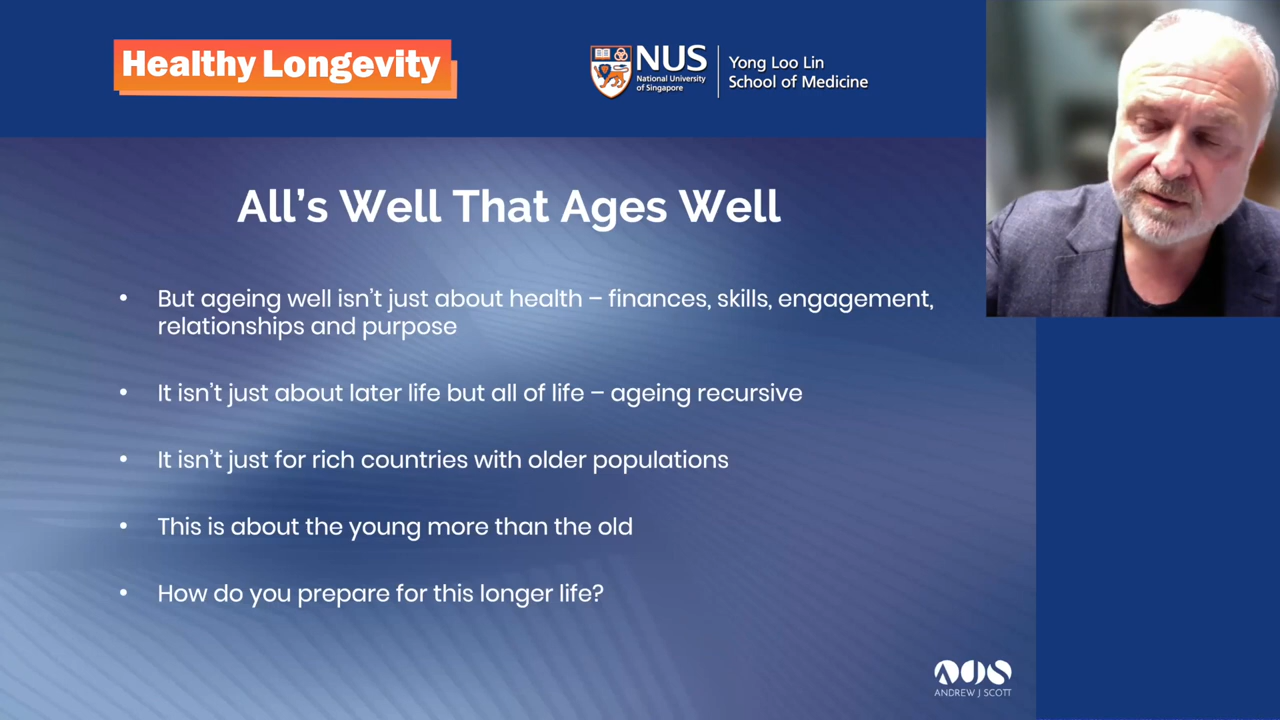 Healthy Longevity
NUS
National University
of Singapore
Yong Loo Lin
School of Medicine
All's Well That Ages Well
• But ageing well isn't just about health – finances, skills, engagement,
relationships and purpose
• It isn't just about later life but all of life – ageing recursive
• It isn't just for rich countries with older populations
• This is about the young more than the old
• How do you prepare for this longer life?
AJS
ANDREW J SCOTT